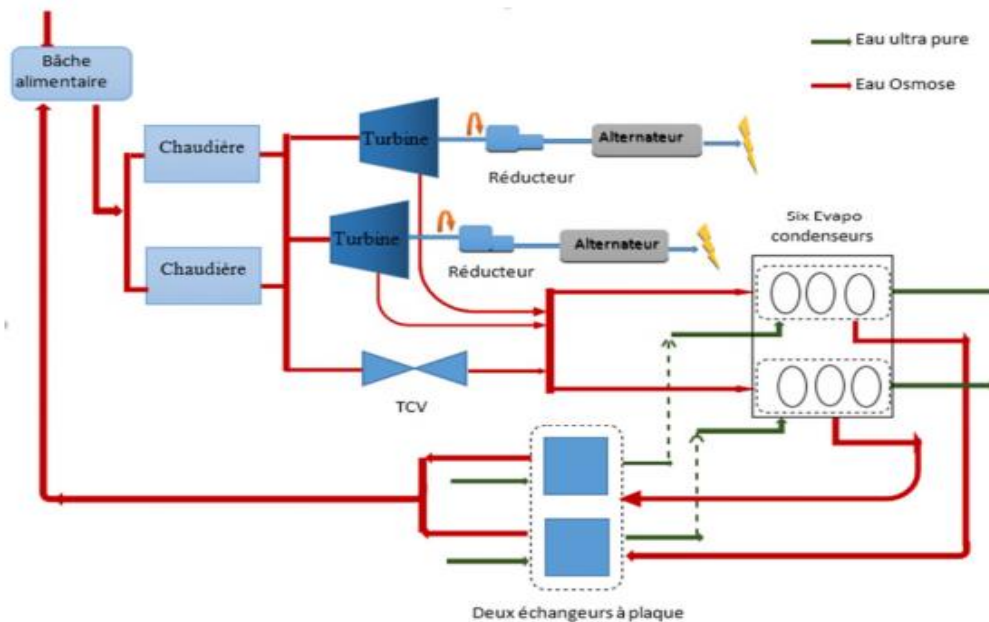 Bâche
alimentaire
Eau ultra pure
Eau Osmose
Chaudière
Turbine
Alternateur
Réducteur
Chaudière
Turbine
Alternateur
Réducteur
Six Evapo
condenseurs
TCV
Deux échangeurs à plaque